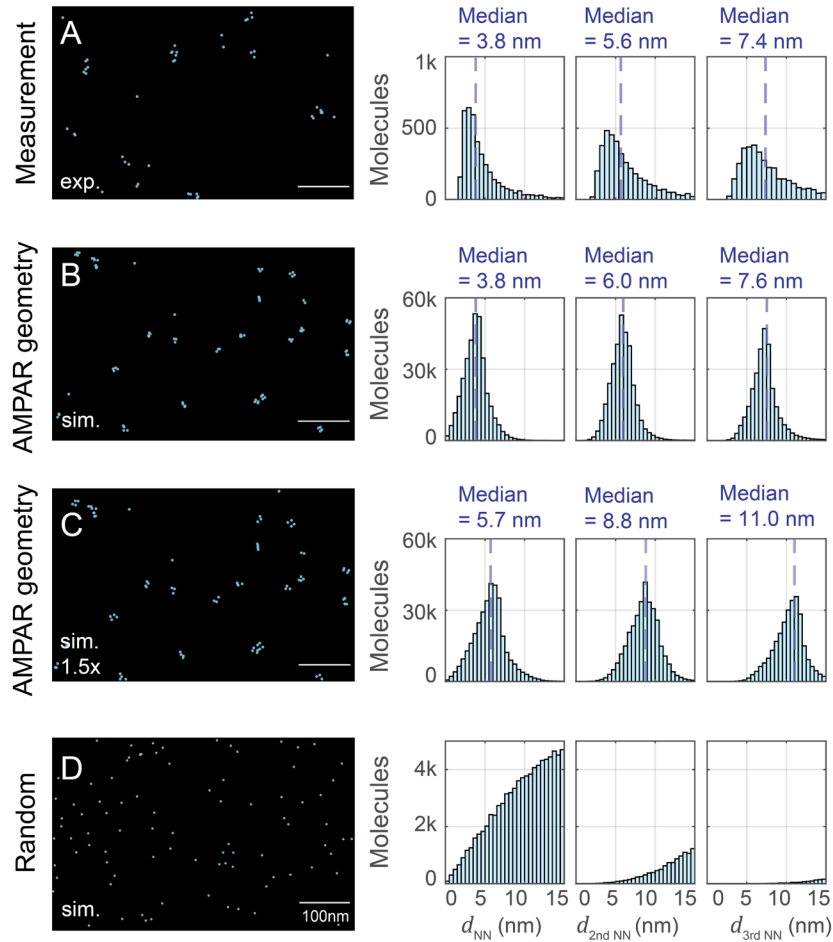 Measurement
A
exp.
Molecules
1k
500
0
Median
= 3.8 nm
Median
= 5.6 nm
Median
= 7.4 nm
AMPAR geometry
B
sim.
Molecules
60k
30k
0
Median
= 3.8 nm
Median
= 6.0 nm
Median
= 7.6 nm
AMPAR geometry
C
sim.
1.5x
Molecules
60k
30k
0
Median
= 5.7 nm
Median
= 8.8 nm
Median
= 11.0 nm
Random
D
sim.
100nm
Molecules
4k
2k
0
0 5 10 15
0 5 10 15
0 5 10 15
dNN (nm)
d2nd NN (nm)
d3rd NN (nm)